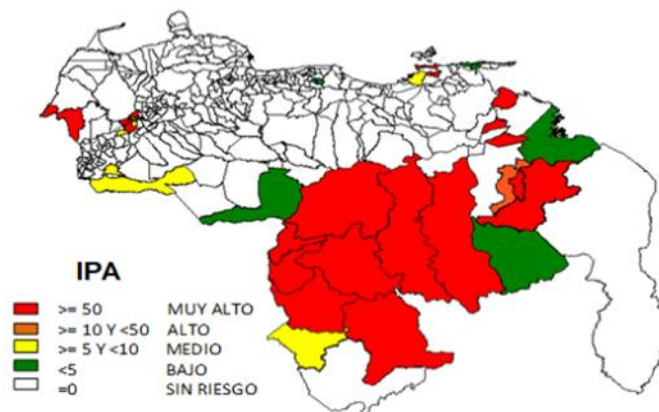 IPA
>= 50 MUY ALTO
>= 10 Y <50 ALTO
>= 5 Y <10 MEDIO
<5 BAJO
=0 SIN RIESGO